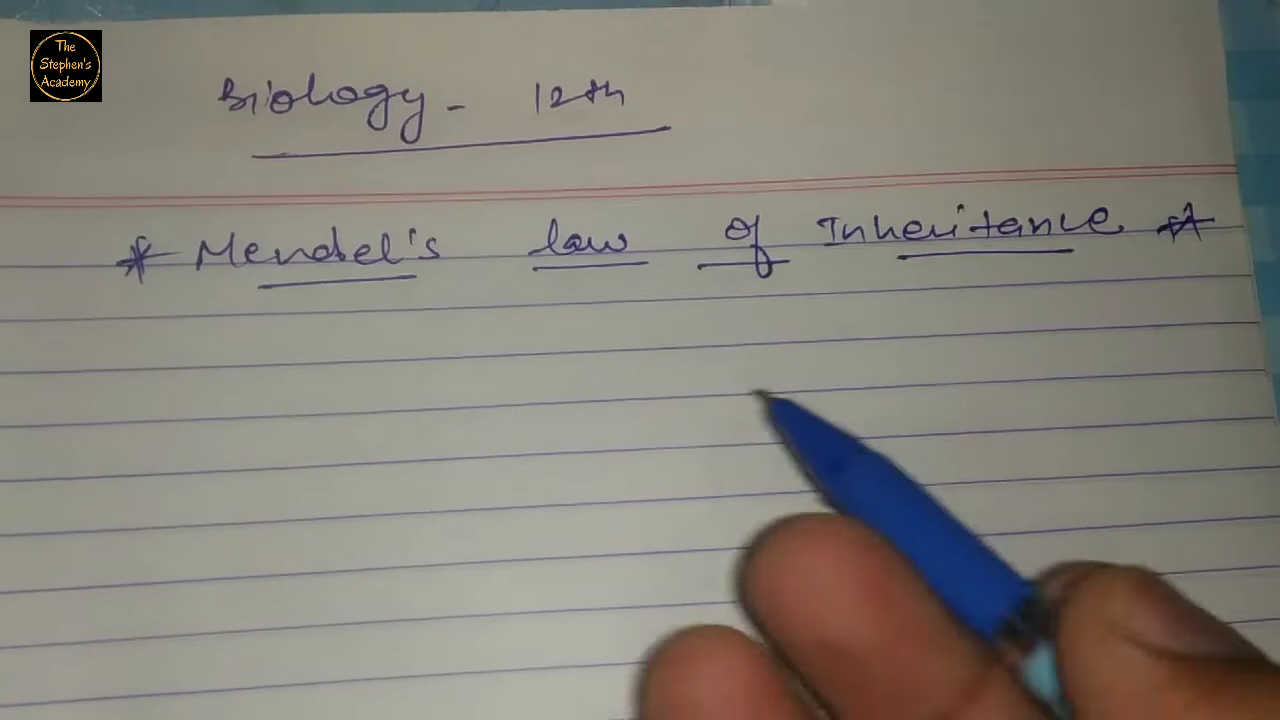 The
Stephen's
Academy
Biology - 12th
* Mendel's law of Inheritance *